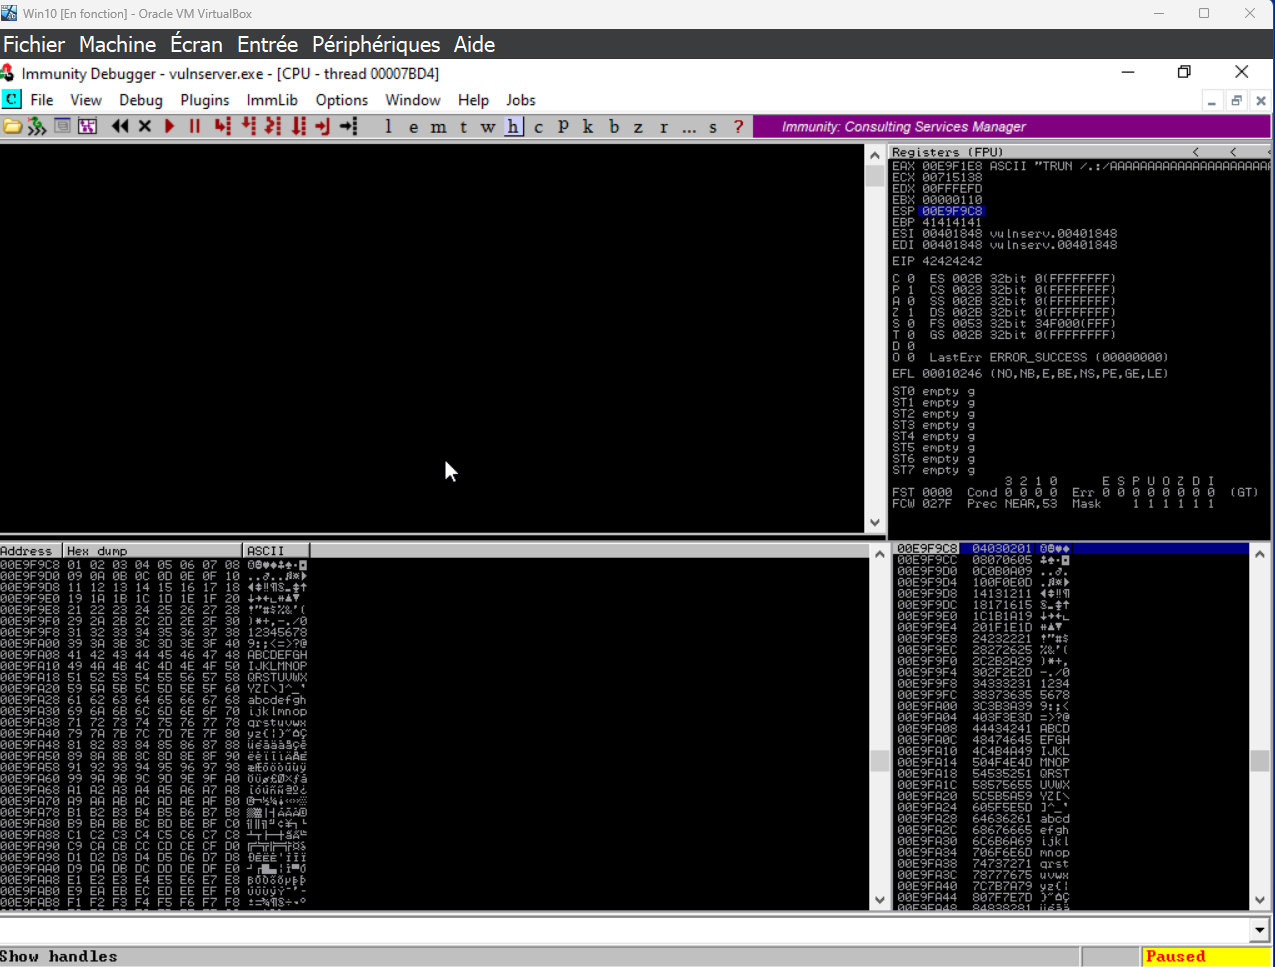 Win10 [En fonction] - Oracle VM VirtualBox
Fichier Machine Écran Entrée Périphériques Aide
Immunity Debugger - vulnserver.exe - [CPU - thread 00007BD4]
C File View Debug Plugins ImmLib Options Window Help Jobs
l e m t w h c P k b z r ... s ? Immunity: Consulting Services Manager
Registers (FPU) < < <
EAX 00E9F1E8 ASCII "TRUN /.:/AAAAAAAAAAAAAAAAAAAAAA
ECX 00715138
EDX 00FFFEFD
EBX 00000110
ESP 00E9F9C8
EBP 41414141
ESI 00401848 vulnserv.00401848
EDI 00401848 vulnserv.00401848
EIP 42424242
C 0 ES 002B 32bit 0(FFFFFFFF)
P 1 CS 0023 32bit 0(FFFFFFFF)
A 0 SS 002B 32bit 0(FFFFFFFF)
Z 1 DS 002B 32bit 0(FFFFFFFF)
S 0 FS 0053 32bit 34F000(FFF)
T 0 GS 002B 32bit 0(FFFFFFFF)
D 0
O 0 LastErr ERROR_SUCCESS (00000000)
EFL 00010246 (NO,NB,E,BE,NS,PE,GE,LE)
ST0 empty g
ST1 empty g
ST2 empty g
ST3 empty g
ST4 empty g
ST5 empty g
ST6 empty g
ST7 empty g
3 2 1 0 E S P U O Z D I
FST 0000 Cond 0 0 0 0 Err 0 0 0 0 0 0 0 0 (GT)
FCW 027F Prec NEAR,53 Mask 1 1 1 1 1 1
Address Hex dump ASCII
00E9F9C8 01 02 03 04 05 06 07 08
00E9F9D0 09 0A 0B 0C 0D 0E 0F 10
00E9F9D8 11 12 13 14 15 16 17 18
00E9F9E0 19 1A 1B 1C 1D 1E 1F 20
00E9F9E8 21 22 23 24 25 26 27 28 !"#$%&'(
00E9F9F0 29 2A 2B 2C 2D 2E 2F 30 )*+,-./0
00E9F9F8 31 32 33 34 35 36 37 38 12345678
00E9FA00 39 3A 3B 3C 3D 3E 3F 40 9:;<=>?@
00E9FA08 41 42 43 44 45 46 47 48 ABCDEFGH
00E9FA10 49 4A 4B 4C 4D 4E 4F 50 IJKLMNOP
00E9FA18 51 52 53 54 55 56 57 58 QRSTUVWX
00E9FA20 59 5A 5B 5C 5D 5E 5F 60 YZ[\]^_`
00E9FA28 61 62 63 64 65 66 67 68 abcdefgh
00E9FA30 69 6A 6B 6C 6D 6E 6F 70 ijklmnop
00E9FA38 71 72 73 74 75 76 77 78 qrstuvwx
00E9FA40 79 7A 7B 7C 7D 7E 7F 80 yz{|}~⌂Ç
00E9FA48 81 82 83 84 85 86 87 88 üéâäàåçê
00E9FA50 89 8A 8B 8C 8D 8E 8F 90 ëèïîìÄÅÉ
00E9FA58 91 92 93 94 95 96 97 98 æÆôöòûùÿ
00E9FA60 99 9A 9B 9C 9D 9E 9F A0 ÖÜø£Ø×ƒá
00E9FA68 A1 A2 A3 A4 A5 A6 A7 A8 íóúñÑªº¿
00E9FA70 A9 AA AB AC AD AE AF B0
00E9FA78 B1 B2 B3 B4 B5 B6 B7 B8
00E9FA80 B9 BA BB BC BD BE BF C0
00E9FA88 C1 C2 C3 C4 C5 C6 C7 C8
00E9FA90 C9 CA CB CC CD CE CF D0
00E9FA98 D1 D2 D3 D4 D5 D6 D7 D8
00E9FAA0 D9 DA DB DC DD DE DF E0
00E9FAA8 E1 E2 E3 E4 E5 E6 E7 E8
00E9FAB0 E9 EA EB EC ED EE EF F0
00E9FAB8 F1 F2 F3 F4 F5 F6 F7 F8
00E9F9C8 04030201
00E9F9CC 08070605
00E9F9D0 0C0B0A09
00E9F9D4 100F0E0D
00E9F9D8 14131211
00E9F9DC 18171615
00E9F9E0 1C1B1A19
00E9F9E4 201F1E1D
00E9F9E8 24232221 !"#$
00E9F9EC 28272625 %&'(
00E9F9F0 2C2B2A29 )*+,
00E9F9F4 302F2E2D -./0
00E9F9F8 34333231 1234
00E9F9FC 38373635 5678
00E9FA00 3C3B3A39 9:;<
00E9FA04 403F3E3D =>?@
00E9FA08 44434241 ABCD
00E9FA0C 48474645 EFGH
00E9FA10 4C4B4A49 IJKL
00E9FA14 504F4E4D MNOP
00E9FA18 54535251 QRST
00E9FA1C 58575655 UVWX
00E9FA20 5C5B5A59 YZ[\
00E9FA24 605F5E5D ]^_`
00E9FA28 64636261 abcd
00E9FA2C 68676665 efgh
00E9FA30 6C6B6A69 ijkl
00E9FA34 706F6E6D mnop
00E9FA38 74737271 qrst
00E9FA3C 78777675 uvwx
00E9FA40 7C7B7A79 yz{|
00E9FA44 807F7E7D }~⌂Ç
00E9FA48 84838281 üéâä
Show handles
Paused